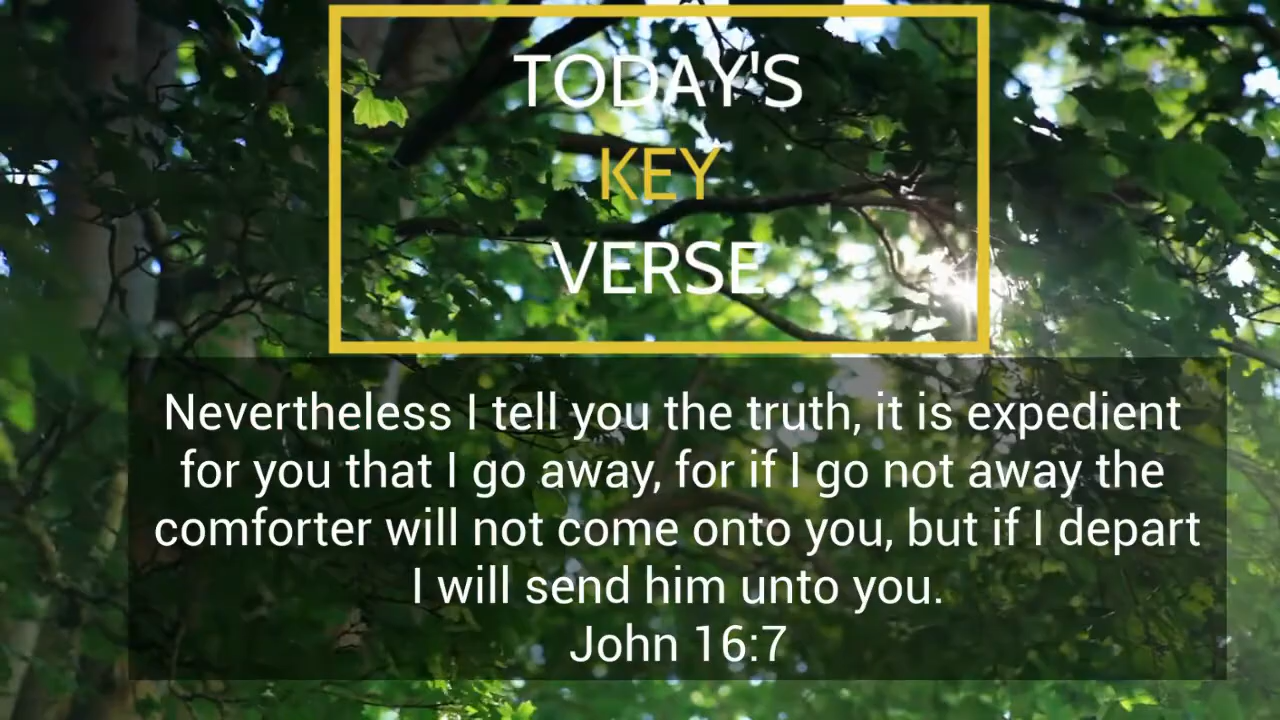 TODAY'S
KEY
VERSE
Nevertheless I tell you the truth, it is expedient
for you that I go away, for if I go not away the
comforter will not come onto you, but if I depart
I will send him unto you.
John 16:7